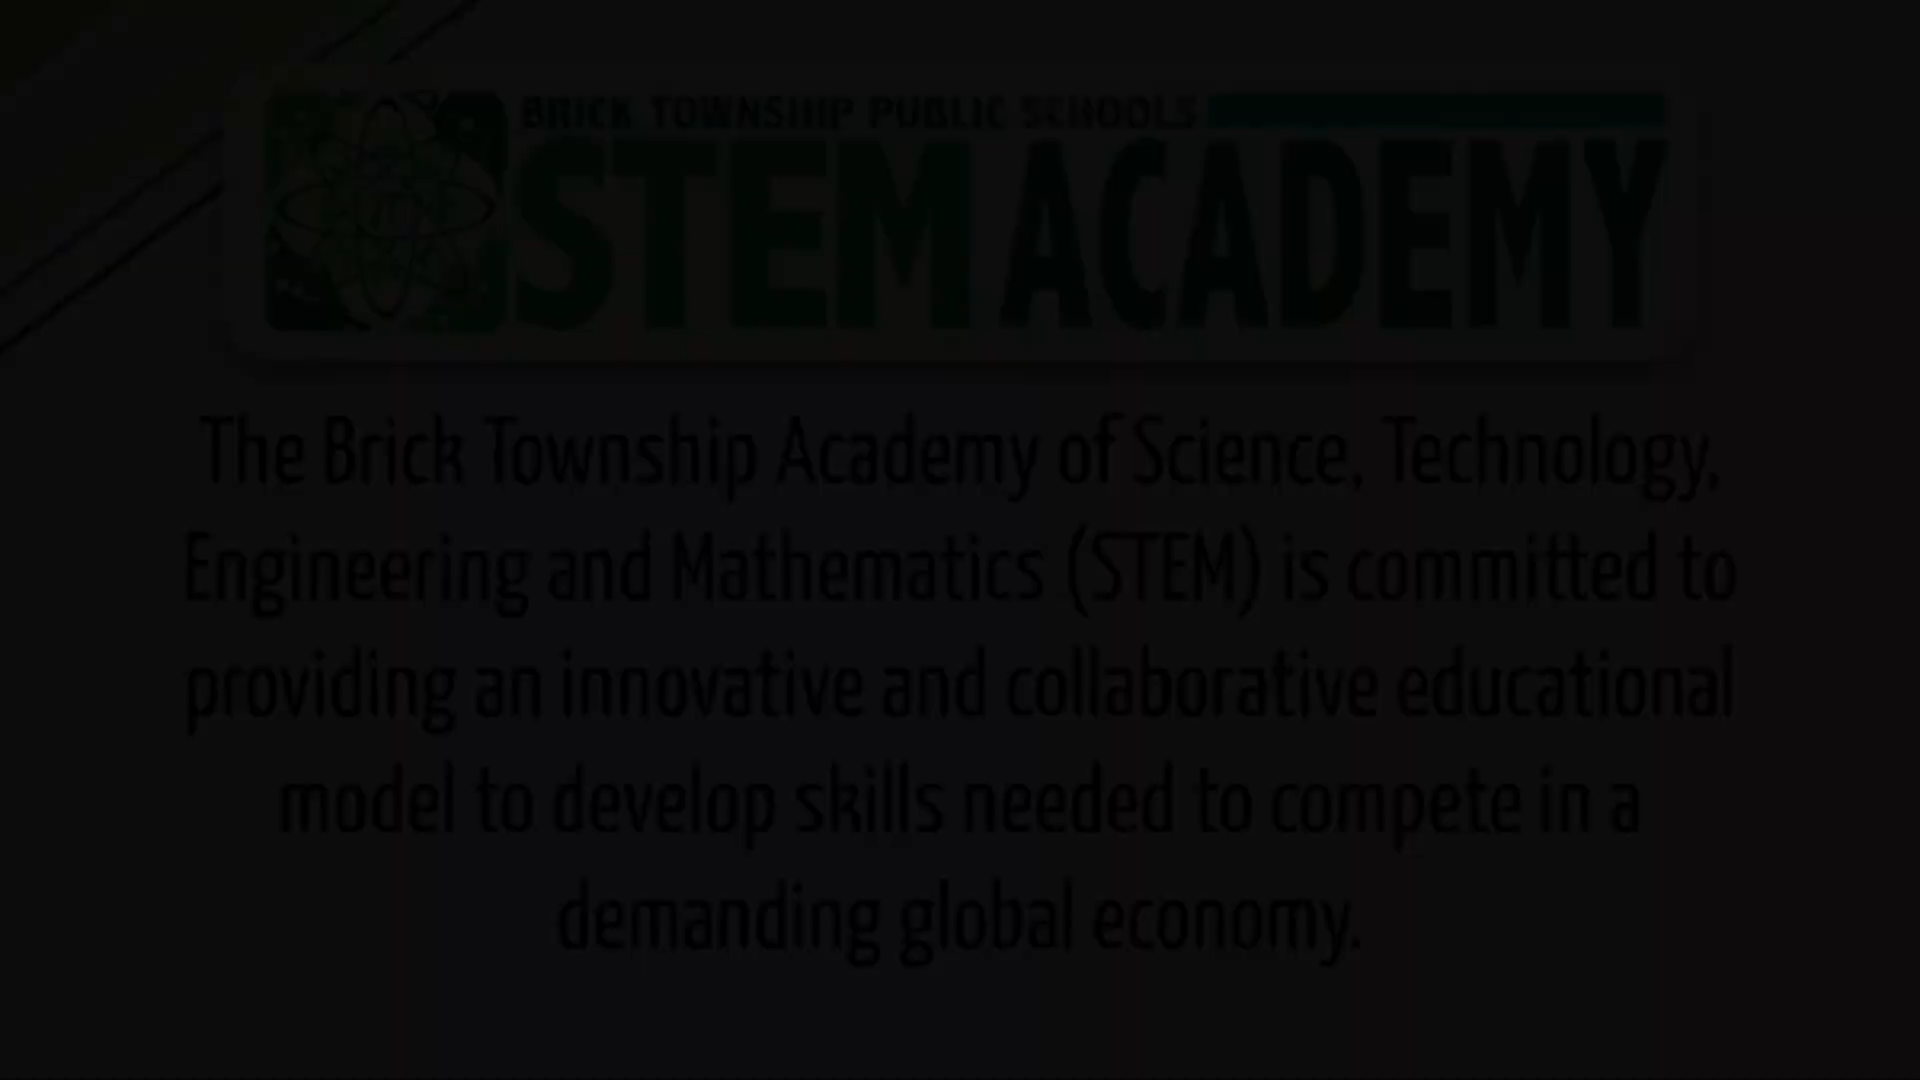 BRICK TOWNSHIP PUBLIC SCHOOLS
STEM ACADEMY
The Brick Township Academy of Science, Technology,
Engineering and Mathematics (STEM) is committed to
providing an innovative and collaborative educational
model to develop skills needed to compete in a
demanding global economy.